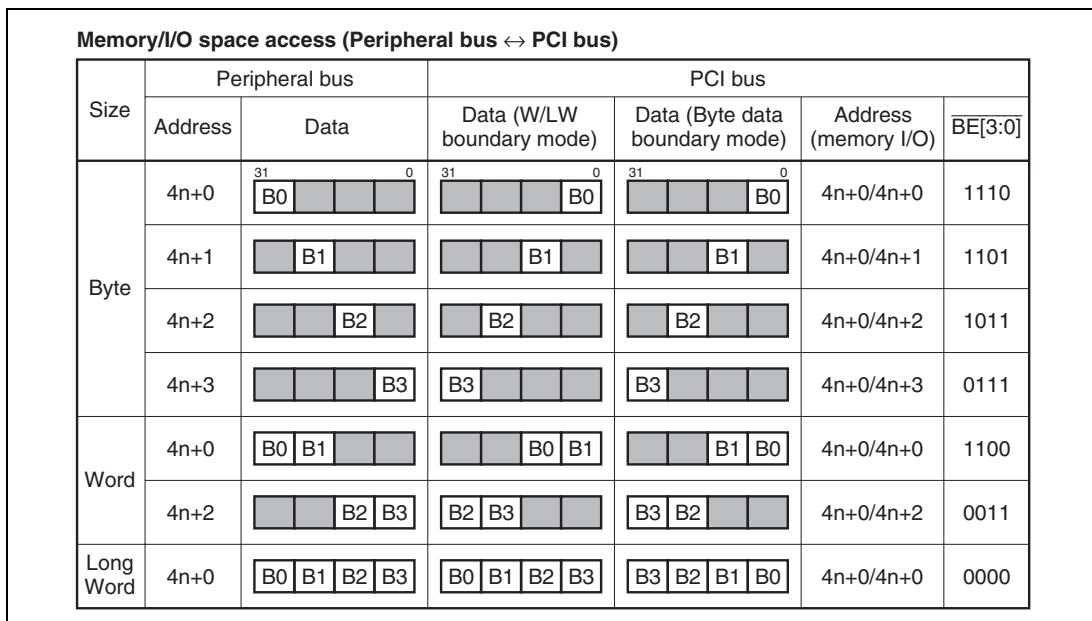 Memory/I/O space access (Peripheral bus ↔ PCI bus)
Size Peripheral bus PCI bus
Address Data Data (W/LW boundary mode) Data (Byte data boundary mode) Address (memory I/O) BE[3:0]
31 0 31 0 31 0
Byte 4n+0 B0 B0 B0 4n+0/4n+0 1110
4n+1 B1 B1 B1 4n+0/4n+1 1101
4n+2 B2 B2 B2 4n+0/4n+2 1011
4n+3 B3 B3 B3 4n+0/4n+3 0111
Word 4n+0 B0 B1 B0 B1 B1 B0 4n+0/4n+0 1100
4n+2 B2 B3 B2 B3 B3 B2 4n+0/4n+2 0011
Long Word 4n+0 B0 B1 B2 B3 B0 B1 B2 B3 B3 B2 B1 B0 4n+0/4n+0 0000